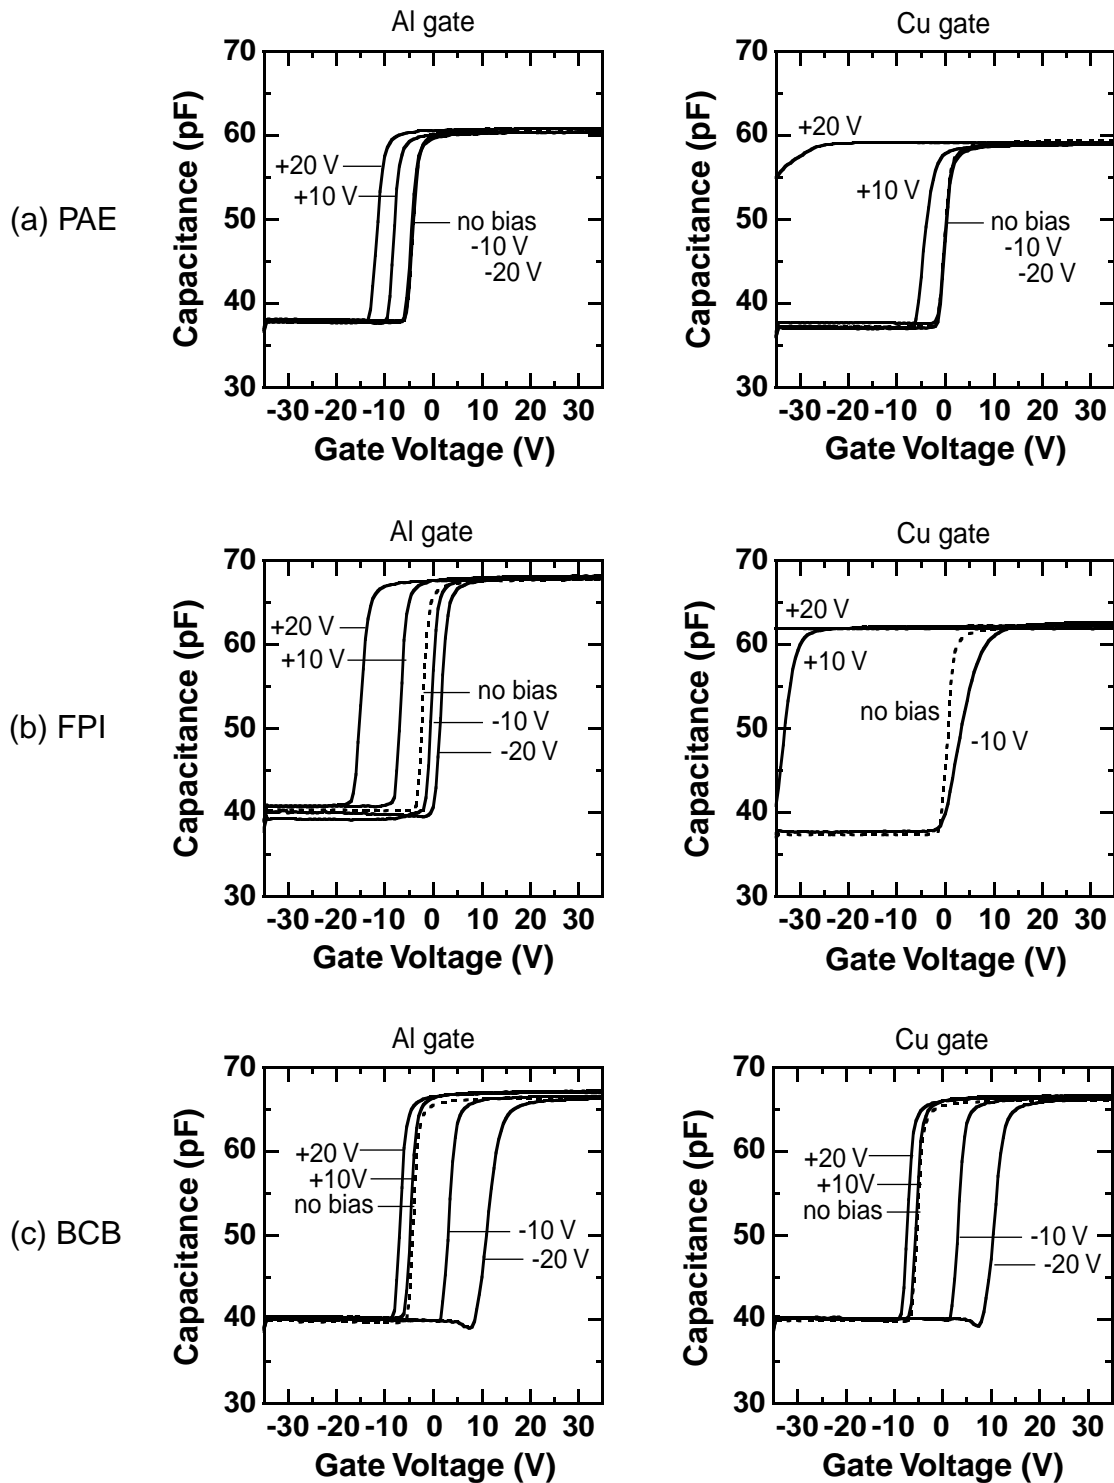 Al gate
Cu gate
70
60
50
40
30
Capacitance (pF)
+20 V
+10 V
no bias
-10 V
-20 V
-30 -20 -10 0 10 20 30
Gate Voltage (V)
70
60
50
40
30
Capacitance (pF)
+20 V
+10 V
no bias
-10 V
-20 V
-30 -20 -10 0 10 20 30
Gate Voltage (V)
(a) PAE
Al gate
Cu gate
70
60
50
40
30
Capacitance (pF)
+20 V
+10 V
no bias
-10 V
-20 V
-30 -20 -10 0 10 20 30
Gate Voltage (V)
70
60
50
40
30
Capacitance (pF)
+20 V
+10 V
no bias
-10 V
-30 -20 -10 0 10 20 30
Gate Voltage (V)
(b) FPI
Al gate
Cu gate
70
60
50
40
30
Capacitance (pF)
+20 V
+10V
no bias
-10 V
-20 V
-30 -20 -10 0 10 20 30
Gate Voltage (V)
70
60
50
40
30
Capacitance (pF)
+20 V
+10V
no bias
-10 V
-20 V
-30 -20 -10 0 10 20 30
Gate Voltage (V)
(c) BCB